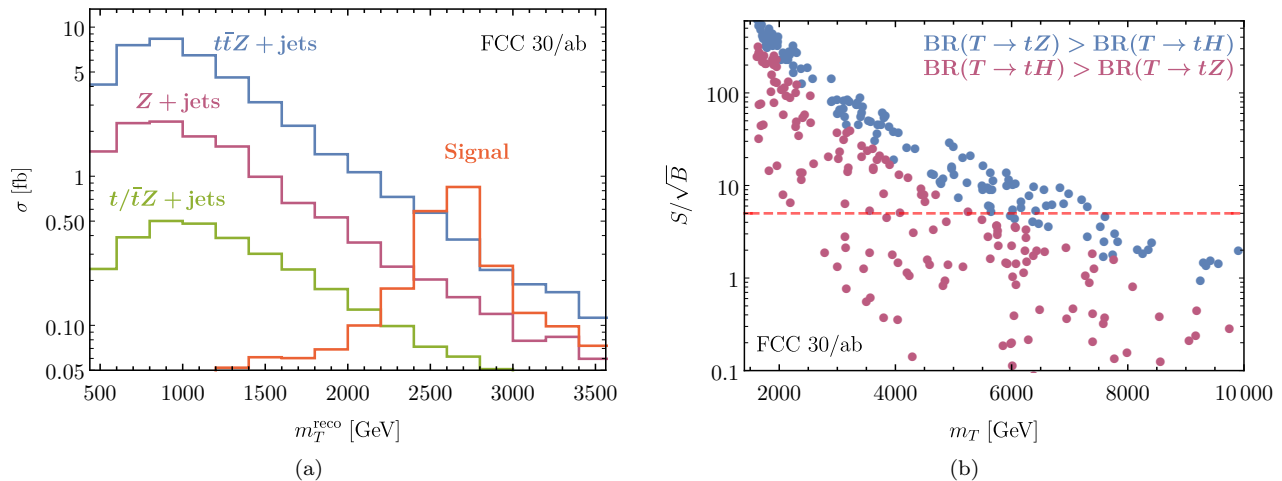 10
5
1
0.50
0.10
0.05
σ [fb]
tt̄Z + jets
FCC 30/ab
Z + jets
Signal
t/t̄Z + jets
500 1000 1500 2000 2500 3000 3500
m_T^reco [GeV]
(a)
100
10
1
0.1
S/√B
BR(T → tZ) > BR(T → tH)
BR(T → tH) > BR(T → tZ)
FCC 30/ab
2000 4000 6000 8000 10 000
m_T [GeV]
(b)